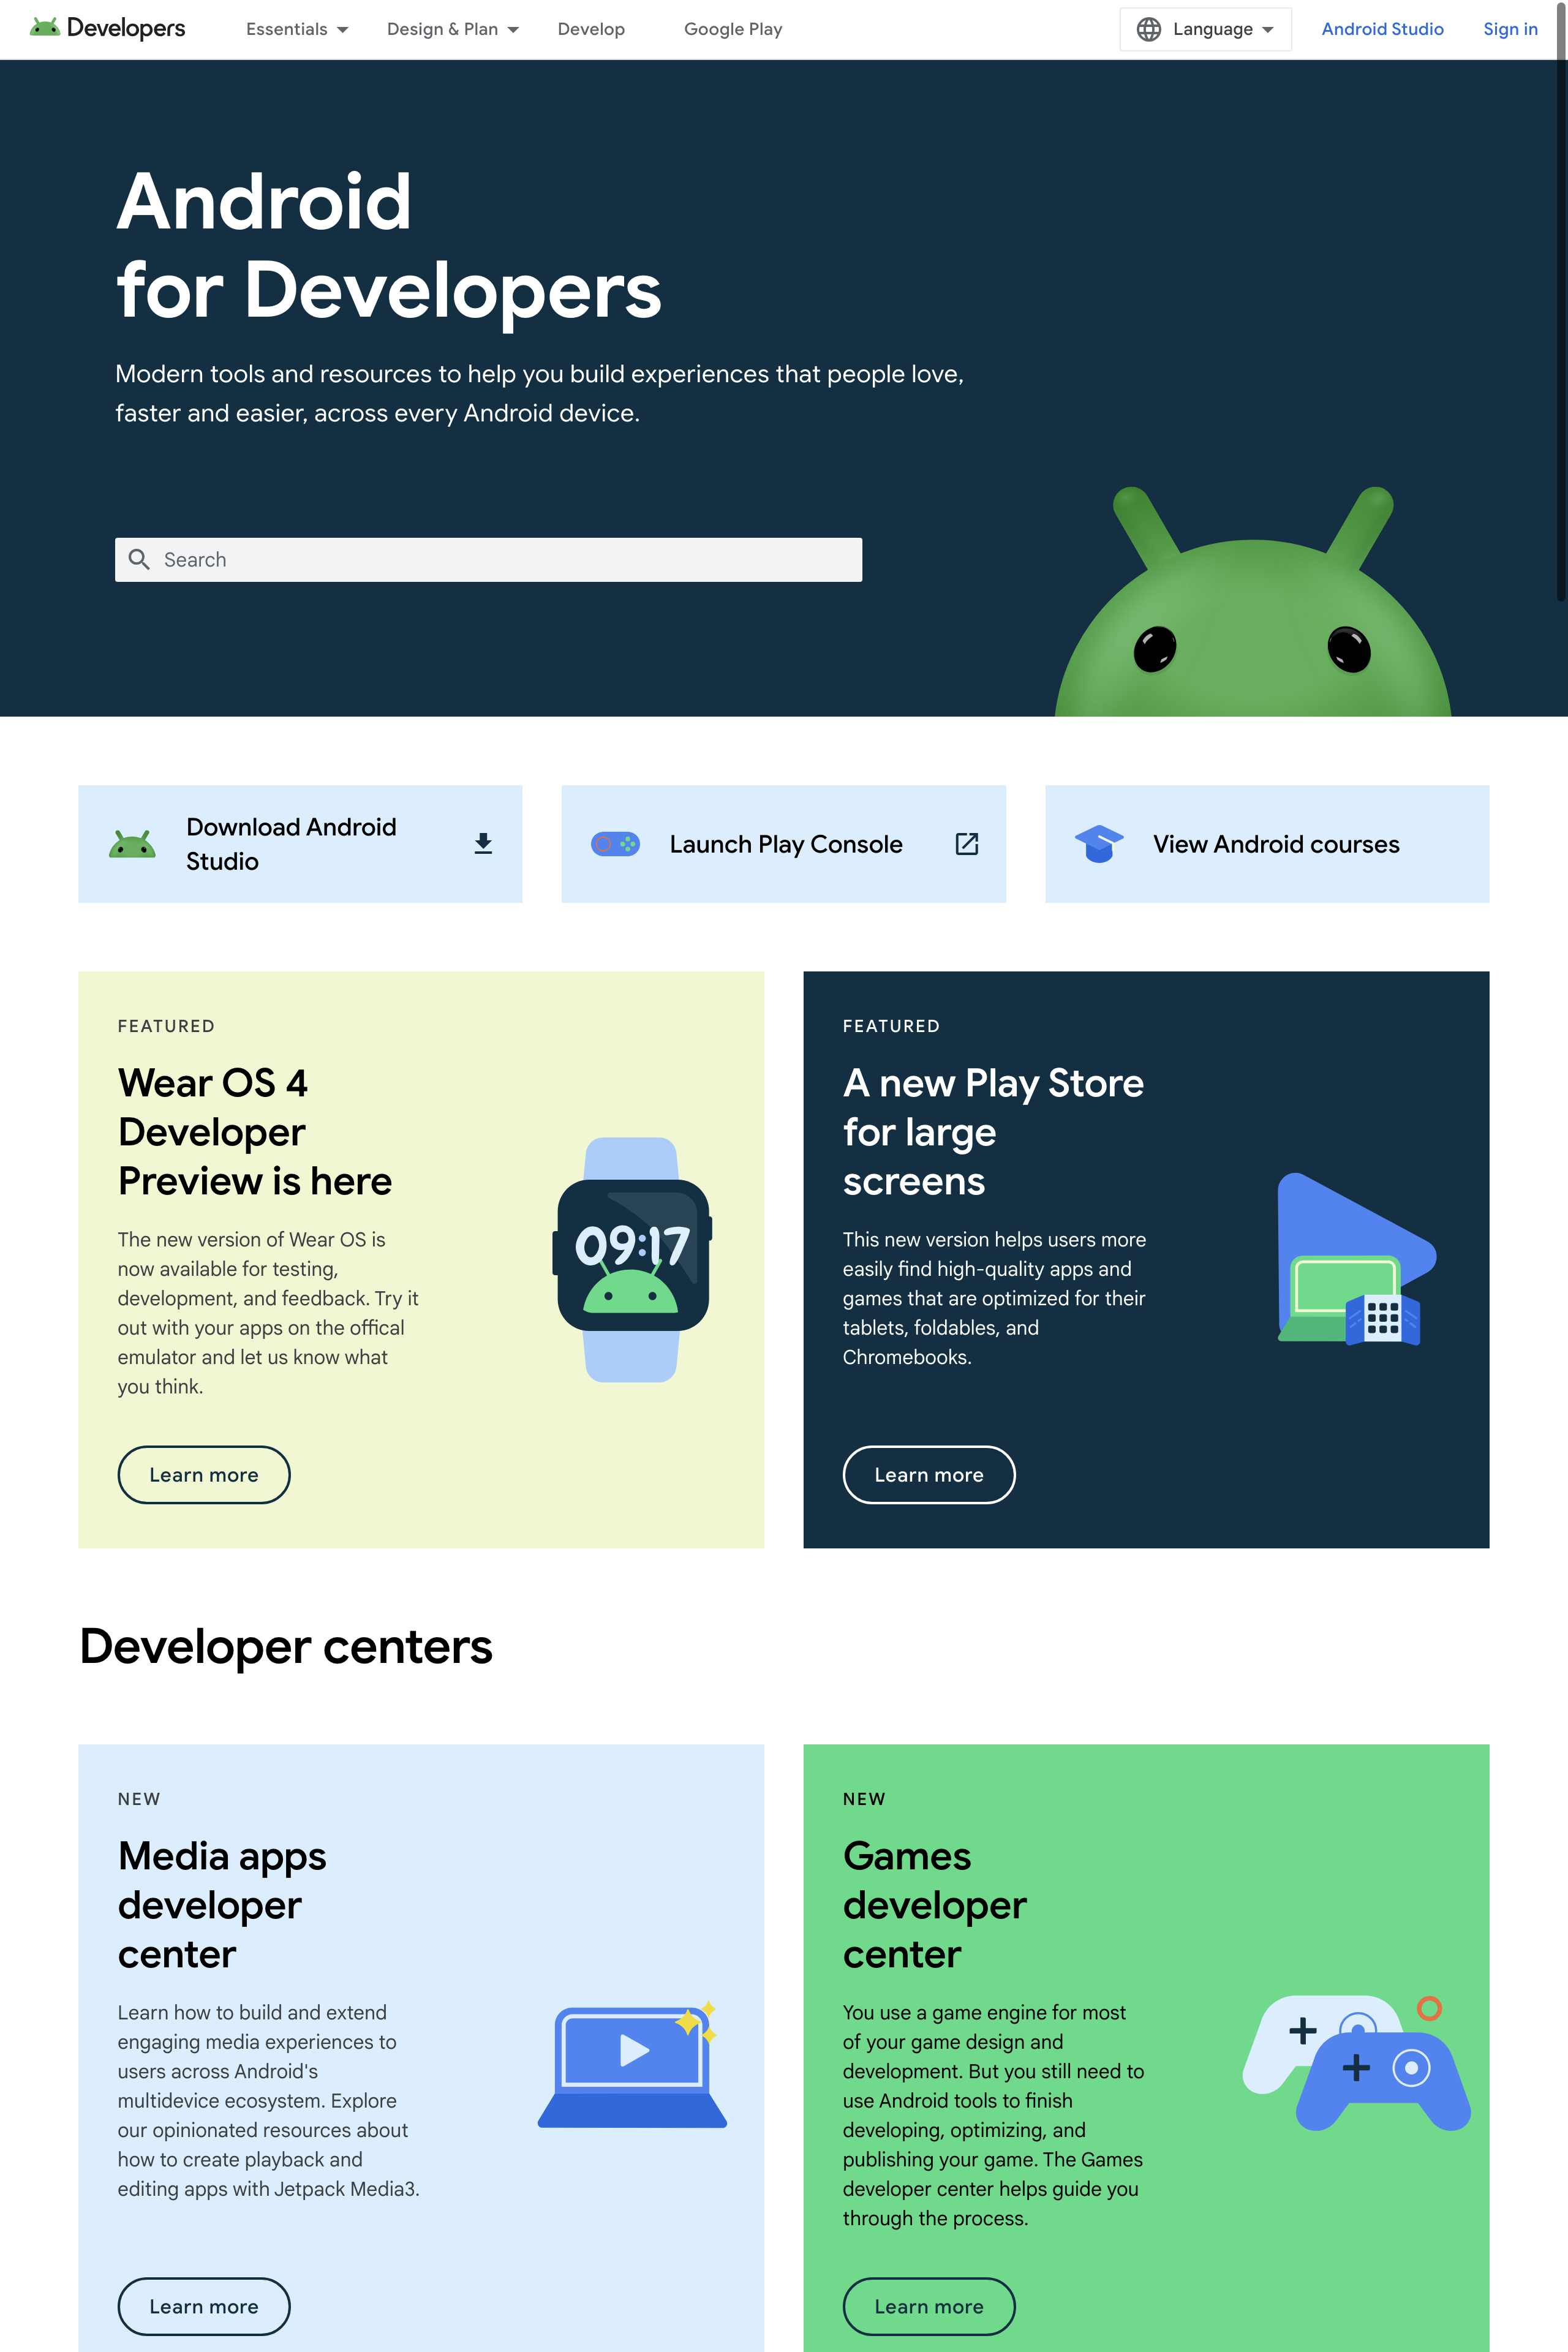 Developers
Essentials
Design & Plan
Develop
Google Play
Language
Android Studio
Sign in
Android
for Developers
Modern tools and resources to help you build experiences that people love,
faster and easier, across every Android device.
Search
Download Android
Studio
Launch Play Console
View Android courses
FEATURED
Wear OS 4
Developer
Preview is here
The new version of Wear OS is
now available for testing,
development, and feedback. Try it
out with your apps on the offical
emulator and let us know what
you think.
09:17
Learn more
FEATURED
A new Play Store
for large
screens
This new version helps users more
easily find high-quality apps and
games that are optimized for their
tablets, foldables, and
Chromebooks.
Learn more
Developer centers
NEW
Media apps
developer
center
Learn how to build and extend
engaging media experiences to
users across Android's
multidevice ecosystem. Explore
our opinionated resources about
how to create playback and
editing apps with Jetpack Media3.
Learn more
NEW
Games
developer
center
You use a game engine for most
of your game design and
development. But you still need to
use Android tools to finish
developing, optimizing, and
publishing your game. The Games
developer center helps guide you
through the process.
Learn more